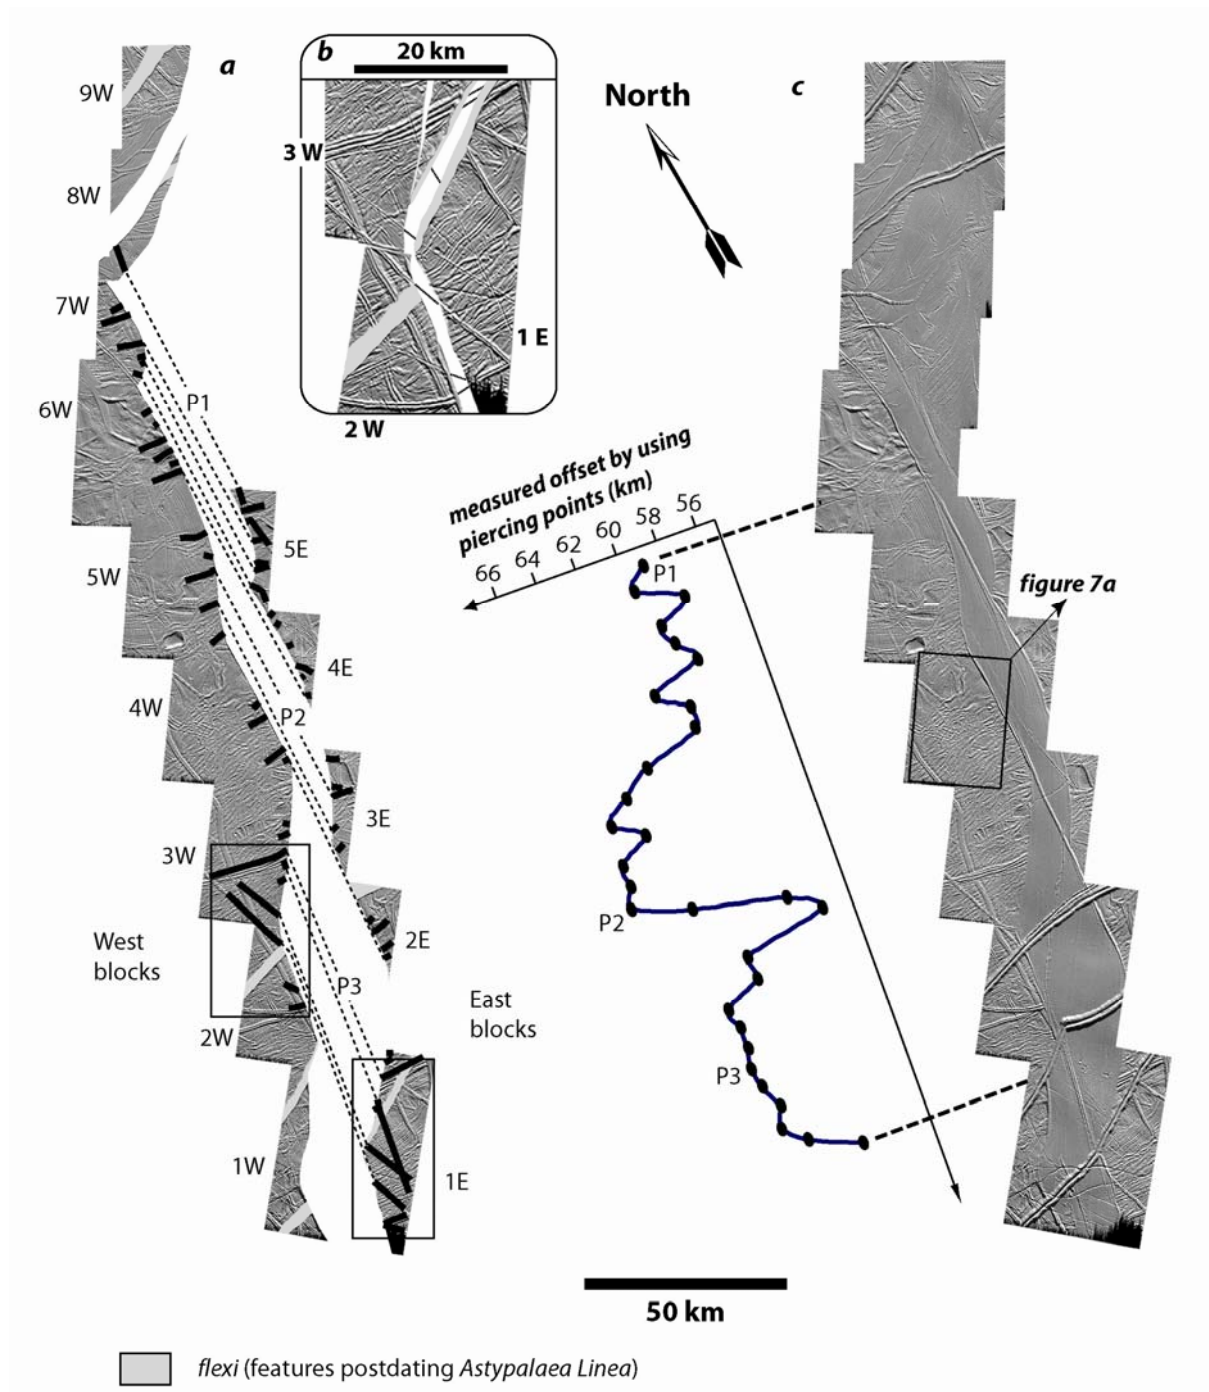 a
9W
8W
7W
6W
5W
4W
3W
2W
1W
P1
P2
P3
5E
4E
3E
2E
1E
West
blocks
East
blocks
b
20 km
3 W
1 E
2 W
North
c
measured offset by using
piercing points (km)
66 64 62 60 58 56
P1
P2
P3
figure 7a
50 km
flexi (features postdating Astypalaea Linea)